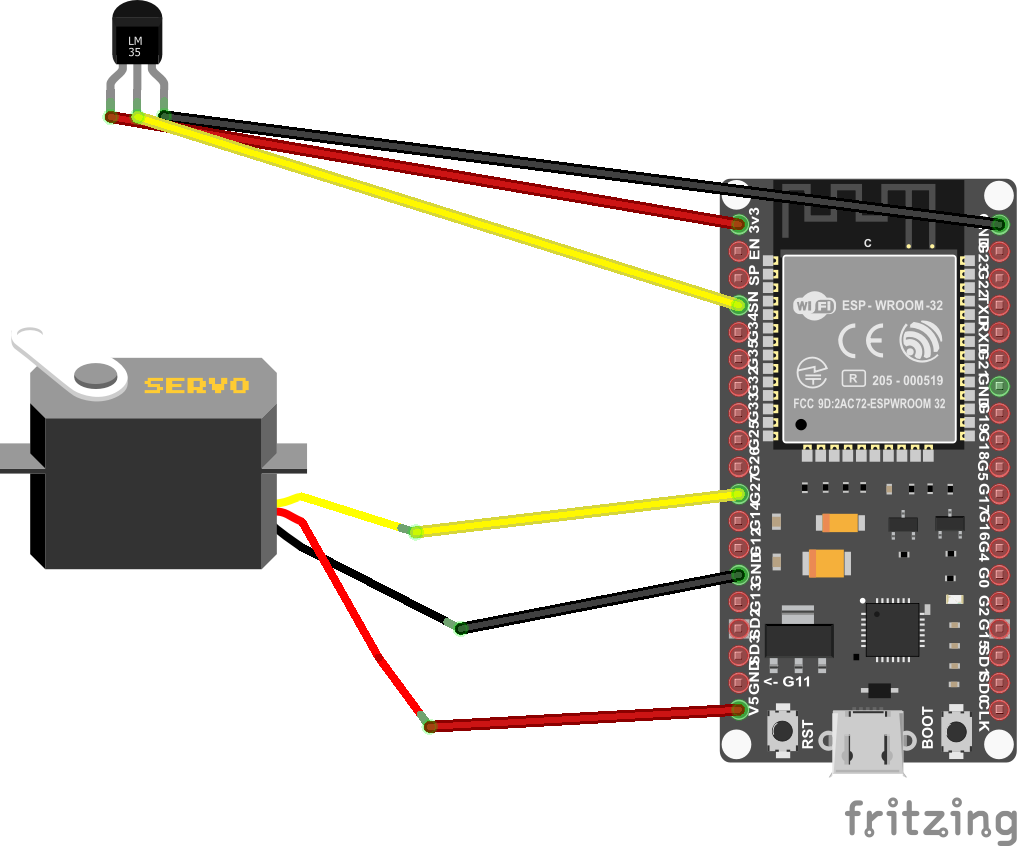 LM
35
SERVO
3V3
EN
SP
SN
G34
G35
G32
G33
G25
G26
G27
G14
G12
GND
G13
SD2
SD3
GND
V5
C
WiFi
ESP-WROOM-32
CE
R 205-000519
FCC 9D:2AC72-ESPWROOM 32
<- G11
RST
BOOT
GND
G23
G22
TXD
RXD
G21
GND
G19
G18
G5
G17
G16
G4
G0
G2
G15
SD1
SD0
CLK
fritzing